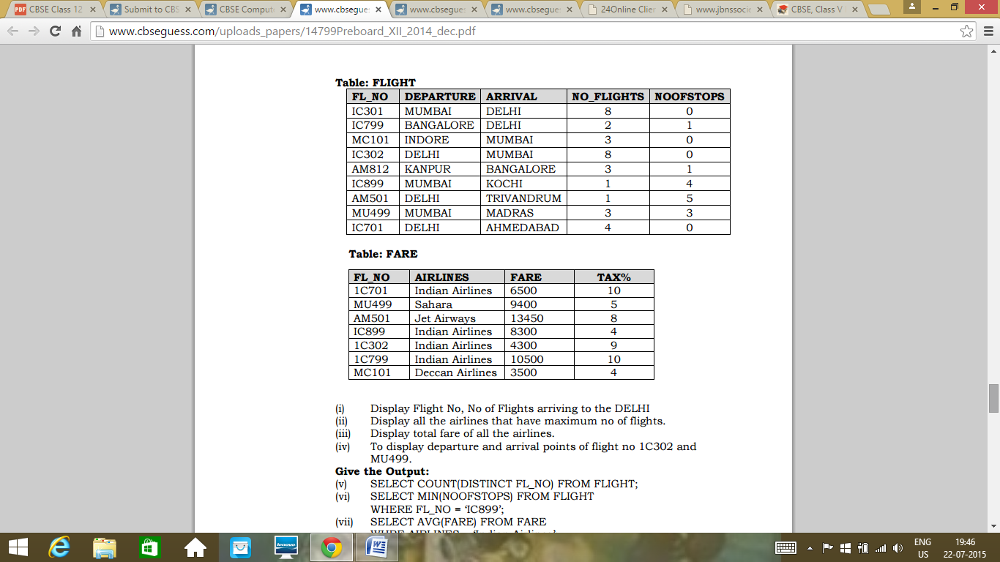 CBSE Class 12
Submit to CBS
CBSE Comput
www.cbsegues
www.cbsegues
www.cbsegues
24Online Clier
www.jbnssocie
CBSE, Class V
www.cbseguess.com/uploads_papers/14799Preboard_XII_2014_dec.pdf
Table: FLIGHT
FL_NO DEPARTURE ARRIVAL NO_FLIGHTS NOOFSTOPS
IC301 MUMBAI DELHI 8 0
IC799 BANGALORE DELHI 2 1
MC101 INDORE MUMBAI 3 0
IC302 DELHI MUMBAI 8 0
AM812 KANPUR BANGALORE 3 1
IC899 MUMBAI KOCHI 1 4
AM501 DELHI TRIVANDRUM 1 5
MU499 MUMBAI MADRAS 3 3
IC701 DELHI AHMEDABAD 4 0
Table: FARE
FL_NO AIRLINES FARE TAX%
1C701 Indian Airlines 6500 10
MU499 Sahara 9400 5
AM501 Jet Airways 13450 8
IC899 Indian Airlines 8300 4
1C302 Indian Airlines 4300 9
1C799 Indian Airlines 10500 10
MC101 Deccan Airlines 3500 4
(i) Display Flight No, No of Flights arriving to the DELHI
(ii) Display all the airlines that have maximum no of flights.
(iii) Display total fare of all the airlines.
(iv) To display departure and arrival points of flight no 1C302 and
MU499.
Give the Output:
(v) SELECT COUNT(DISTINCT FL_NO) FROM FLIGHT;
(vi) SELECT MIN(NOOFSTOPS) FROM FLIGHT
WHERE FL_NO = ‘IC899’;
(vii) SELECT AVG(FARE) FROM FARE
ENG
US
19:46
22-07-2015